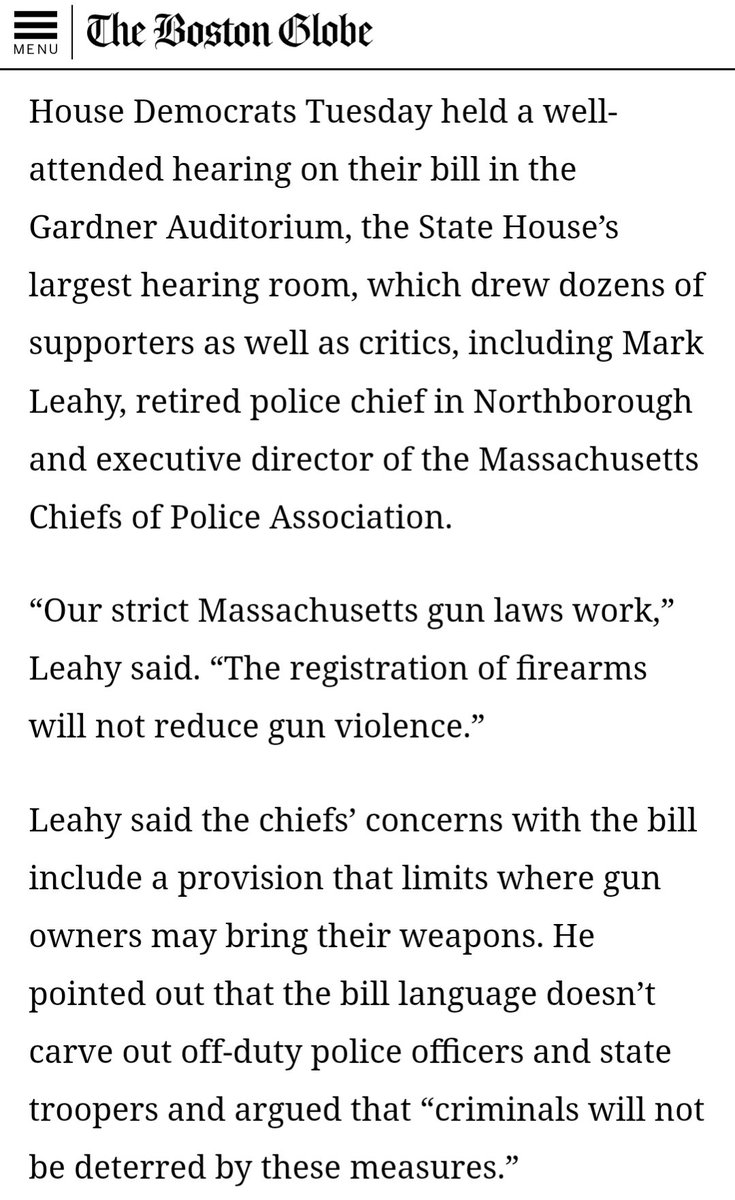 MENU
The Boston Globe
House Democrats Tuesday held a well-
attended hearing on their bill in the
Gardner Auditorium, the State House’s
largest hearing room, which drew dozens of
supporters as well as critics, including Mark
Leahy, retired police chief in Northborough
and executive director of the Massachusetts
Chiefs of Police Association.
“Our strict Massachusetts gun laws work,”
Leahy said. “The registration of firearms
will not reduce gun violence.”
Leahy said the chiefs’ concerns with the bill
include a provision that limits where gun
owners may bring their weapons. He
pointed out that the bill language doesn’t
carve out off-duty police officers and state
troopers and argued that “criminals will not
be deterred by these measures.”